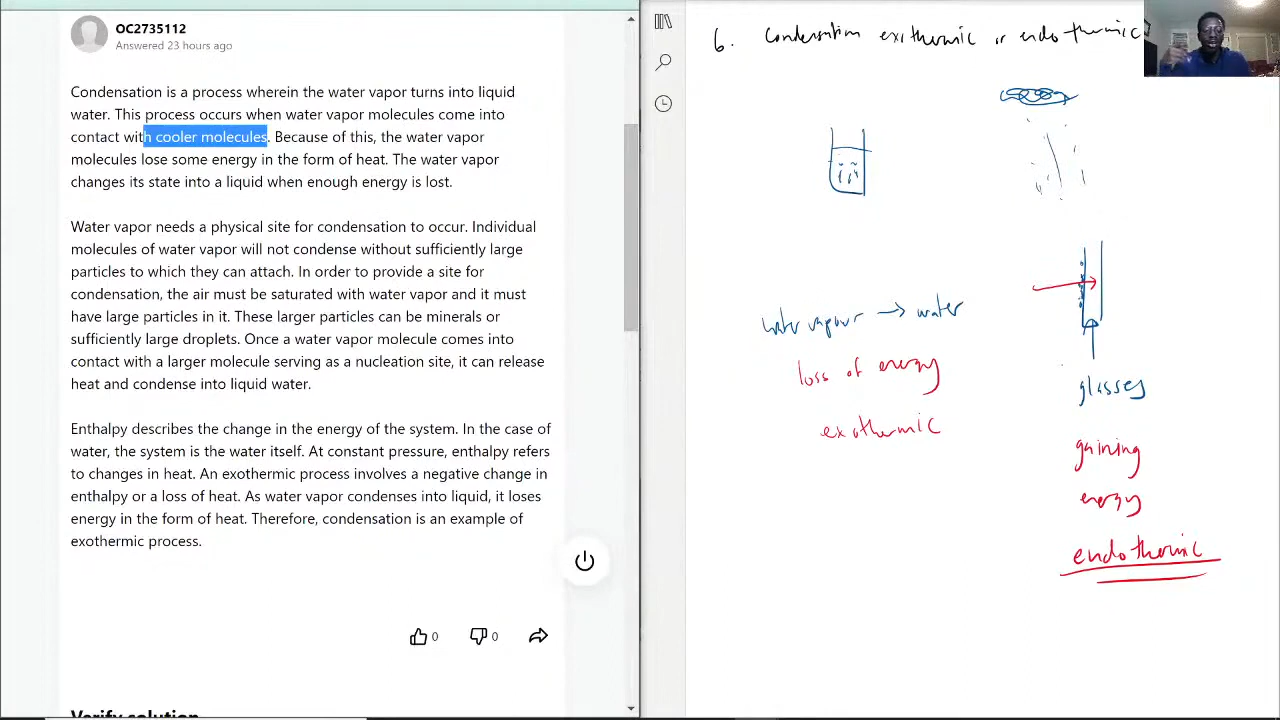 OC2735112
Answered 23 hours ago
Condensation is a process wherein the water vapor turns into liquid
water. This process occurs when water vapor molecules come into
contact with cooler molecules. Because of this, the water vapor
molecules lose some energy in the form of heat. The water vapor
changes its state into a liquid when enough energy is lost.
Water vapor needs a physical site for condensation to occur. Individual
molecules of water vapor will not condense without sufficiently large
particles to which they can attach. In order to provide a site for
condensation, the air must be saturated with water vapor and it must
have large particles in it. These larger particles can be minerals or
sufficiently large droplets. Once a water vapor molecule comes into
contact with a larger molecule serving as a nucleation site, it can release
heat and condense into liquid water.
Enthalpy describes the change in the energy of the system. In the case of
water, the system is the water itself. At constant pressure, enthalpy refers
to changes in heat. An exothermic process involves a negative change in
enthalpy or a loss of heat. As water vapor condenses into liquid, it loses
energy in the form of heat. Therefore, condensation is an example of
exothermic process.
0 0
Verify solution
6. Condensation exithermic or endothermic
water vapour → water
loss of energy
exothermic
glasses
gaining
energy
endothermic